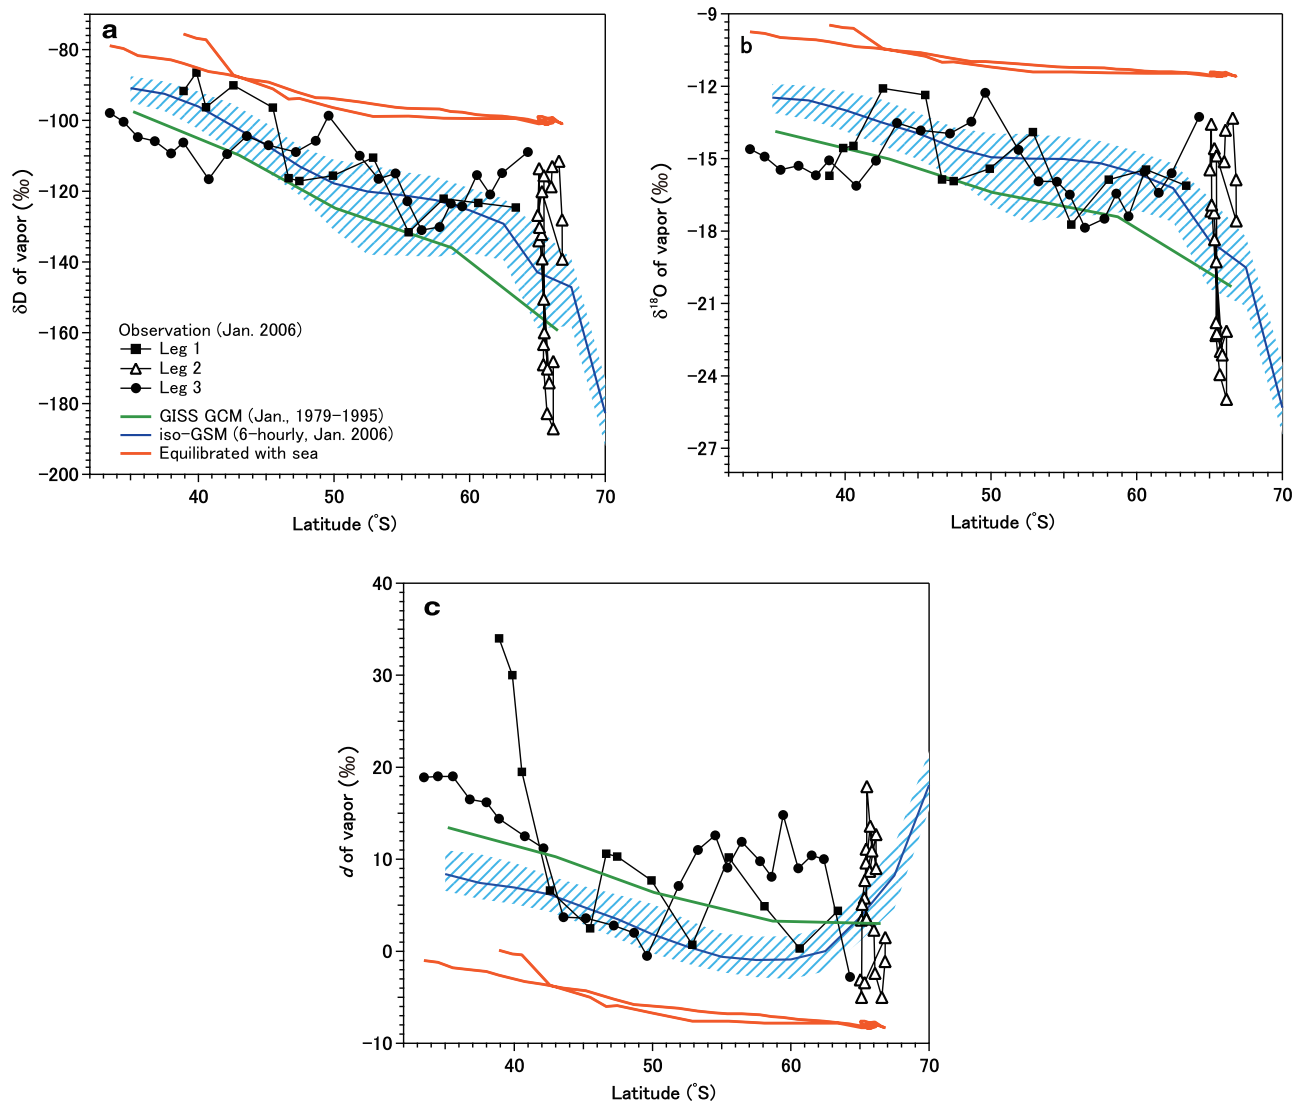 a
−80
−100
−120
−140
−160
−180
−200
δD of vapor (‰)
Observation (Jan. 2006)
Leg 1
Leg 2
Leg 3
GISS GCM (Jan., 1979−1995)
iso−GSM (6−hourly, Jan. 2006)
Equilibrated with sea
40 50 60 70
Latitude (°S)
b
−9
−12
−15
−18
−21
−24
−27
δ¹⁸O of vapor (‰)
40 50 60 70
Latitude (°S)
c
40
30
20
10
0
−10
d of vapor (‰)
40 50 60 70
Latitude (°S)